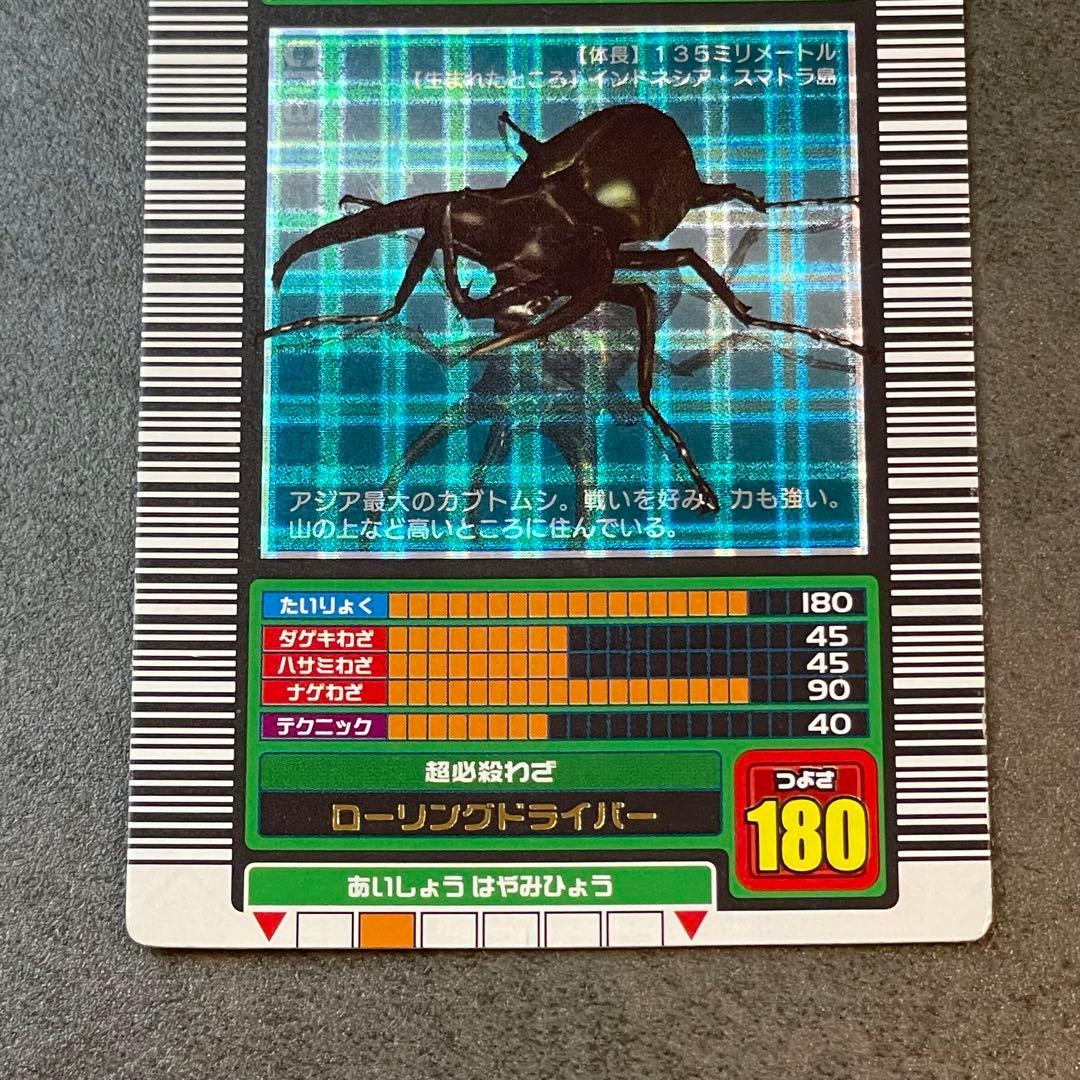 【体長】135ミリメートル
【生まれたところ】インドネシア・スマトラ島
アジア最大のカブトムシ。戦いを好み、力も強い。
山の上など高いところに住んでいる。
たいりょく 180
ダゲキわざ 45
ハサミわざ 45
ナゲわざ 90
テクニック 40
超必殺わざ
ローリングドライバー
つよさ
180
あいしょう はやみひょう